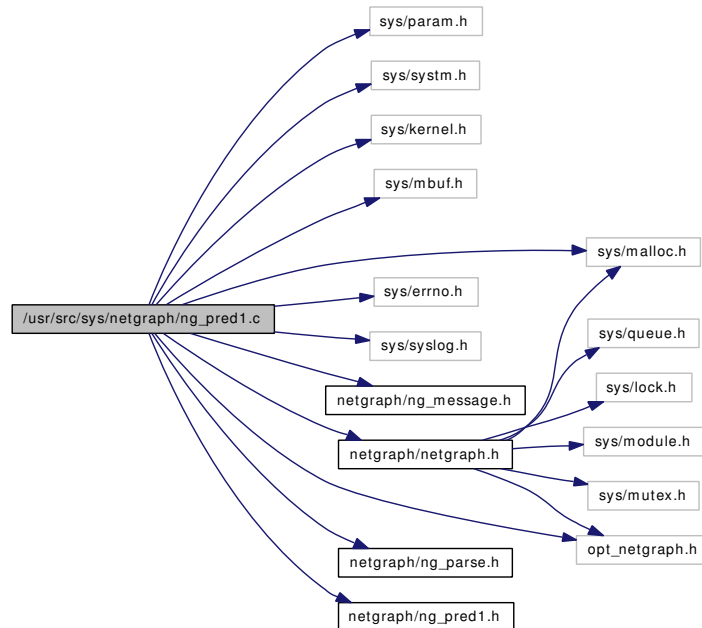 sys/param.h
sys/systm.h
sys/kernel.h
sys/mbuf.h
sys/malloc.h
sys/errno.h
/usr/src/sys/netgraph/ng_pred1.c
sys/queue.h
sys/syslog.h
sys/lock.h
netgraph/ng_message.h
sys/module.h
netgraph/netgraph.h
sys/mutex.h
opt_netgraph.h
netgraph/ng_parse.h
netgraph/ng_pred1.h